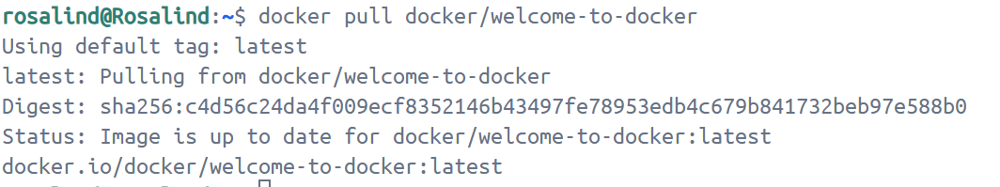 rosalind@Rosalind:~$ docker pull docker/welcome-to-docker
Using default tag: latest
latest: Pulling from docker/welcome-to-docker
Digest: sha256:c4d56c24da4f009ecf8352146b43497fe78953edb4c679b841732beb97e588b0
Status: Image is up to date for docker/welcome-to-docker:latest
docker.io/docker/welcome-to-docker:latest